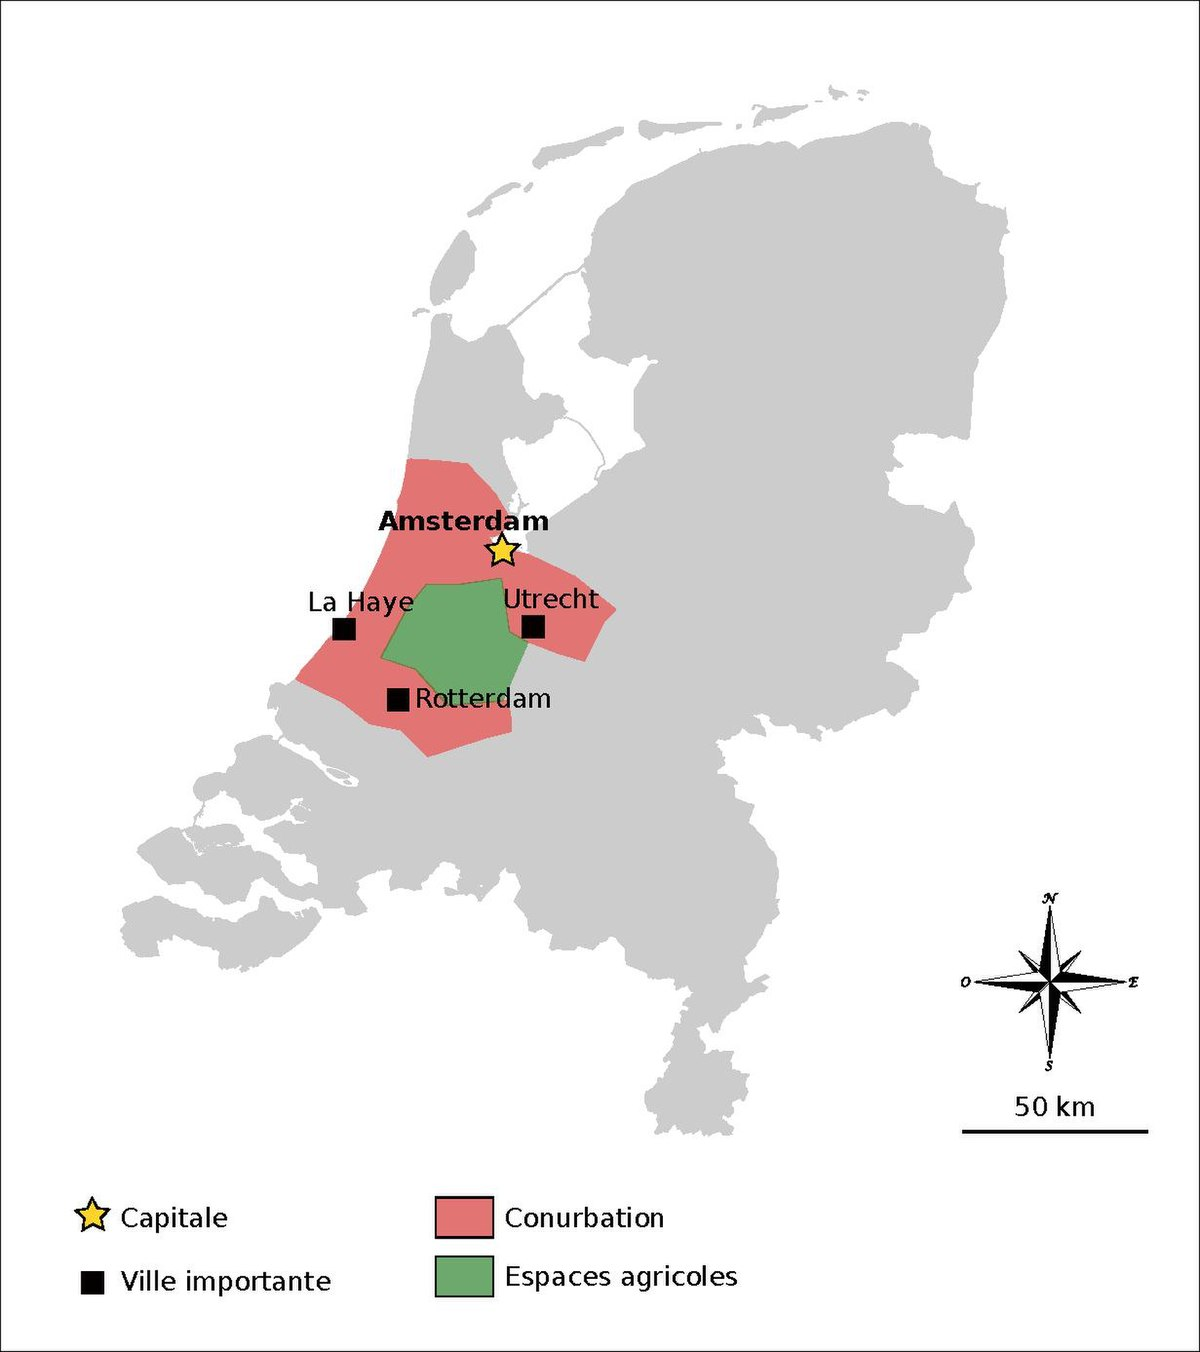 Amsterdam
La Haye
Utrecht
Rotterdam
N
O
E
S
50 km
Capitale
Conurbation
Ville importante
Espaces agricoles